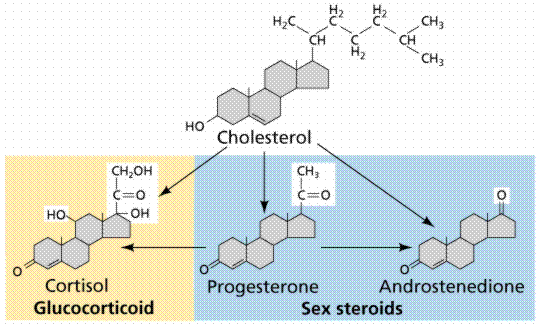 H₂ H₂
H₂C C C CH₃
CH C CH
H₂ CH₃
HO
Cholesterol
CH₂OH
C=O
HO OH
O
Cortisol
Glucocorticoid
CH₃
C=O
O
Progesterone
O
O
Androstenedione
Sex steroids